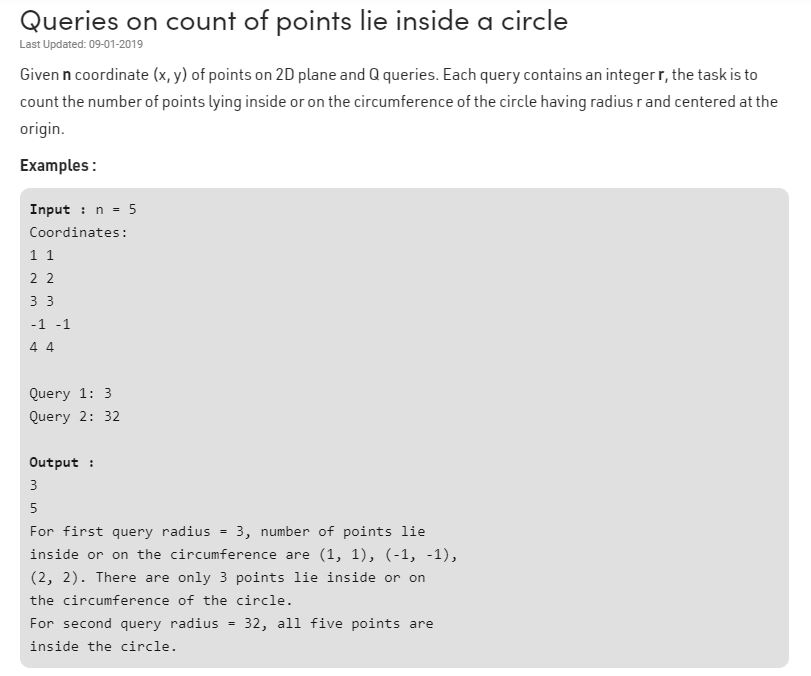 Queries on count of points lie inside a circle
Last Updated: 09-01-2019
Given n coordinate (x, y) of points on 2D plane and Q queries. Each query contains an integer r, the task is to
count the number of points lying inside or on the circumference of the circle having radius r and centered at the
origin.
Examples :
Input : n = 5
Coordinates:
1 1
2 2
3 3
-1 -1
4 4
Query 1: 3
Query 2: 32
Output :
3
5
For first query radius = 3, number of points lie
inside or on the circumference are (1, 1), (-1, -1),
(2, 2). There are only 3 points lie inside or on
the circumference of the circle.
For second query radius = 32, all five points are
inside the circle.